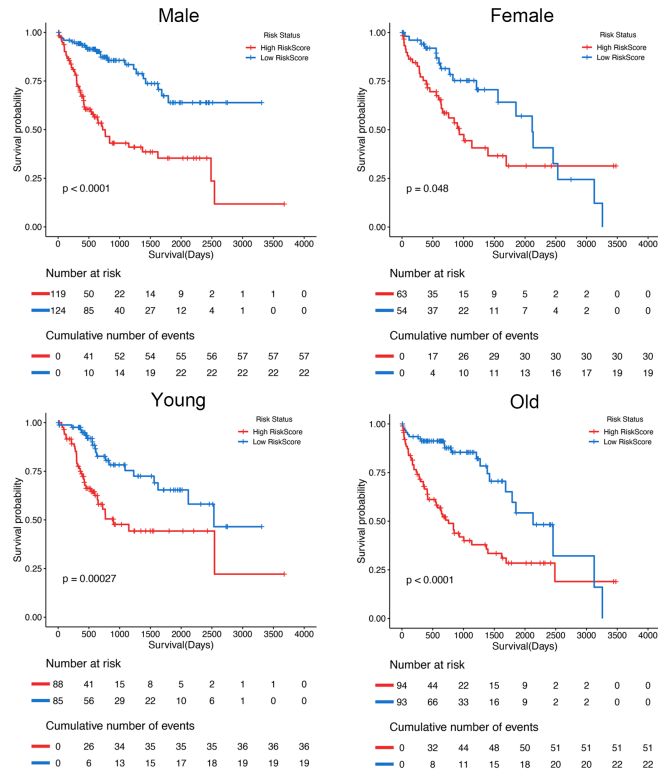 Male
Risk Status
High RiskScore
Low RiskScore
Survival probability
1.00
0.75
0.50
0.25
0.00
p < 0.0001
0 500 1000 1500 2000 2500 3000 3500 4000
Survival(Days)
Number at risk
119 50 22 14 9 2 1 1 0
124 85 40 27 12 4 1 0 0
Cumulative number of events
0 41 52 54 55 56 57 57 57
0 10 14 19 22 22 22 22 22
Female
Risk Status
High RiskScore
Low RiskScore
Survival probability
1.00
0.75
0.50
0.25
0.00
p = 0.048
0 500 1000 1500 2000 2500 3000 3500 4000
Survival(Days)
Number at risk
63 35 15 9 5 2 2 0 0
54 37 22 11 7 4 2 0 0
Cumulative number of events
0 17 26 29 30 30 30 30 30
0 4 10 11 13 16 17 19 19
Young
Risk Status
High RiskScore
Low RiskScore
Survival probability
1.00
0.75
0.50
0.25
0.00
p = 0.00027
0 500 1000 1500 2000 2500 3000 3500 4000
Survival(Days)
Number at risk
88 41 15 8 5 2 1 1 0
85 56 29 22 10 6 1 0 0
Cumulative number of events
0 26 34 35 35 35 36 36 36
0 6 13 15 17 18 19 19 19
Old
Risk Status
High RiskScore
Low RiskScore
Survival probability
1.00
0.75
0.50
0.25
0.00
p < 0.0001
0 500 1000 1500 2000 2500 3000 3500 4000
Survival(Days)
Number at risk
94 44 22 15 9 2 2 0 0
93 66 33 16 9 2 2 0 0
Cumulative number of events
0 32 44 48 50 51 51 51 51
0 8 11 15 18 20 20 22 22